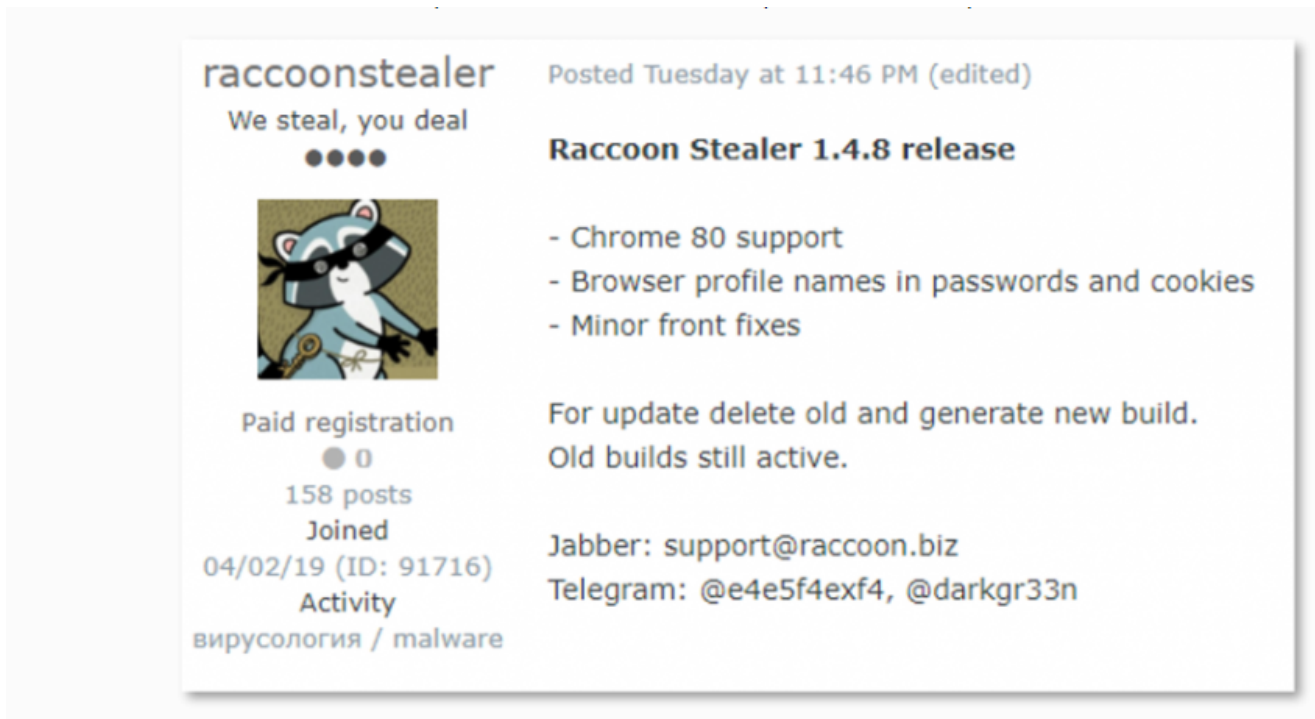 raccoonstealer
We steal, you deal
Paid registration
0
158 posts
Joined
04/02/19 (ID: 91716)
Activity
вирусология / malware
Posted Tuesday at 11:46 PM (edited)
Raccoon Stealer 1.4.8 release
- Chrome 80 support
- Browser profile names in passwords and cookies
- Minor front fixes
For update delete old and generate new build.
Old builds still active.
Jabber: support@raccoon.biz
Telegram: @e4e5f4exf4, @darkgr33n